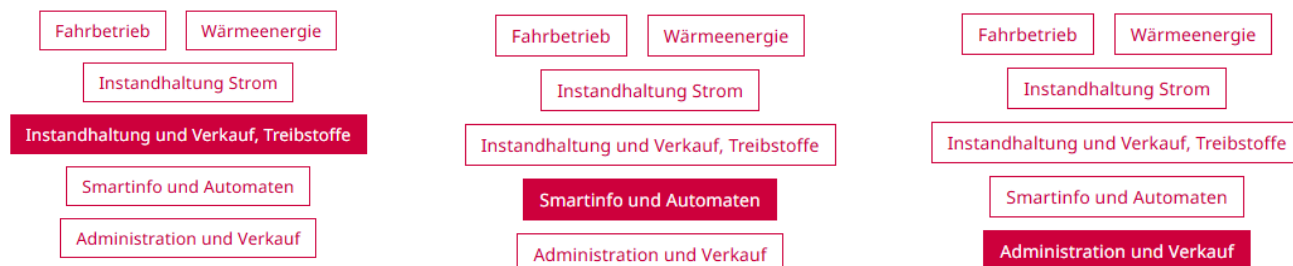 Fahrbetrieb Wärmeenergie
Instandhaltung Strom
Instandhaltung und Verkauf, Treibstoffe
Smartinfo und Automaten
Administration und Verkauf
Fahrbetrieb Wärmeenergie
Instandhaltung Strom
Instandhaltung und Verkauf, Treibstoffe
Smartinfo und Automaten
Administration und Verkauf
Fahrbetrieb Wärmeenergie
Instandhaltung Strom
Instandhaltung und Verkauf, Treibstoffe
Smartinfo und Automaten
Administration und Verkauf